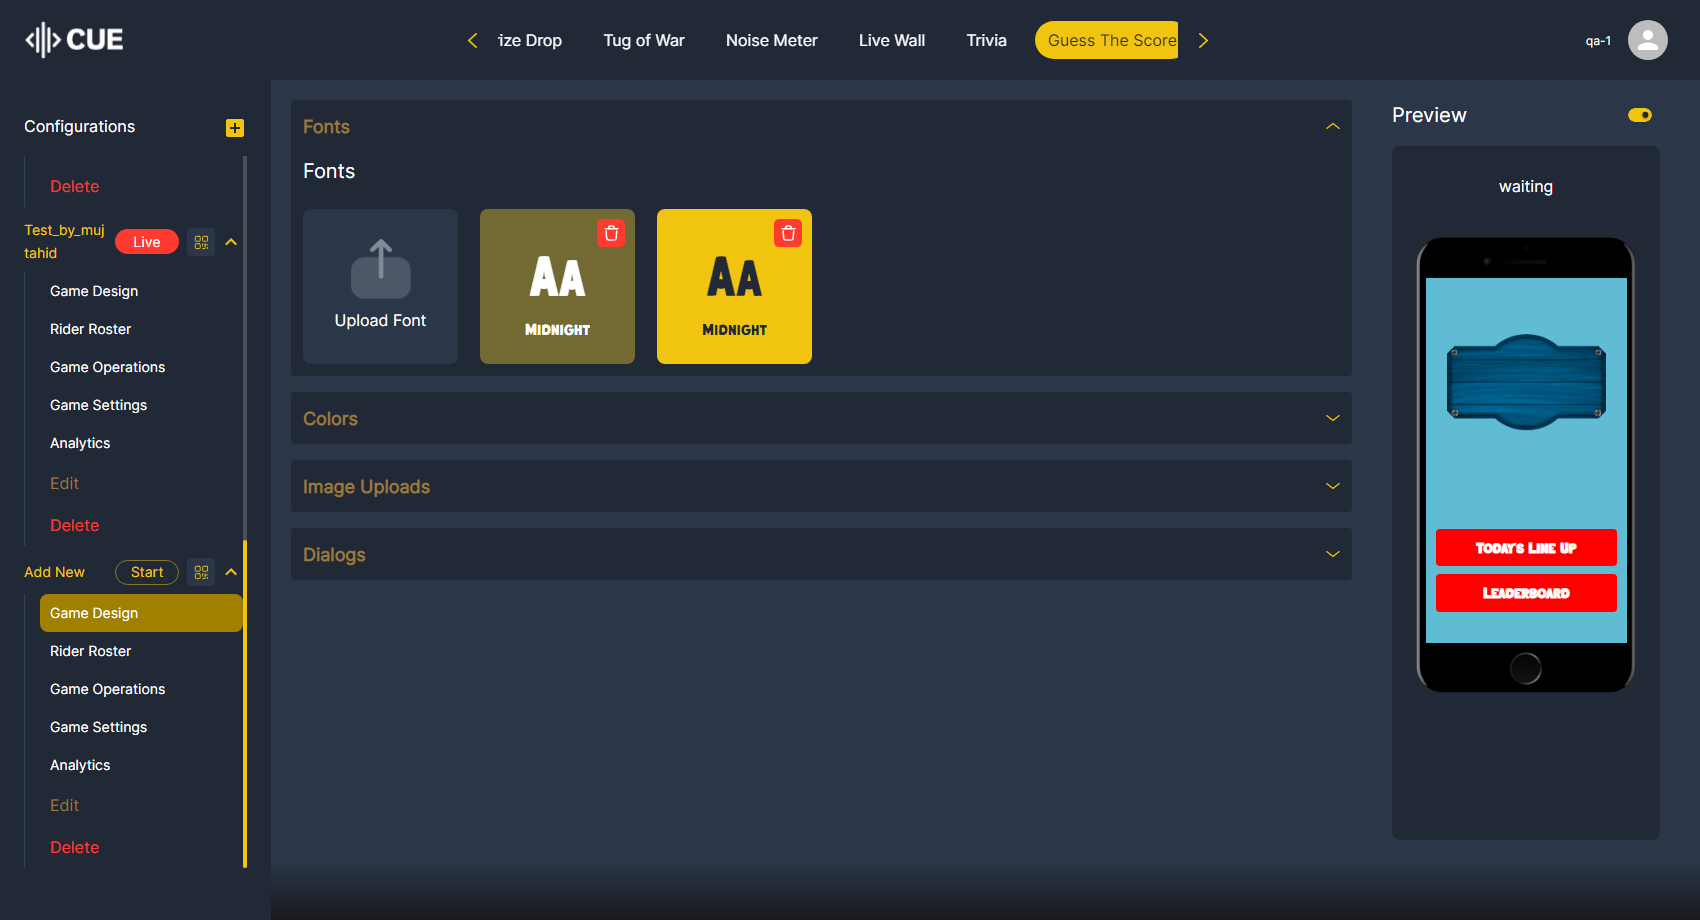 CUE
ize Drop
Tug of War
Noise Meter
Live Wall
Trivia
Guess The Score
qa-1
Configurations
Delete
Test_by_muj
tahid
Live
Game Design
Rider Roster
Game Operations
Game Settings
Analytics
Edit
Delete
Add New
Start
Game Design
Rider Roster
Game Operations
Game Settings
Analytics
Edit
Delete
Fonts
Fonts
Upload Font
AA
MIDNIGHT
AA
MIDNIGHT
Colors
Image Uploads
Dialogs
Preview
waiting
TODAY'S LINE UP
LEADERBOARD